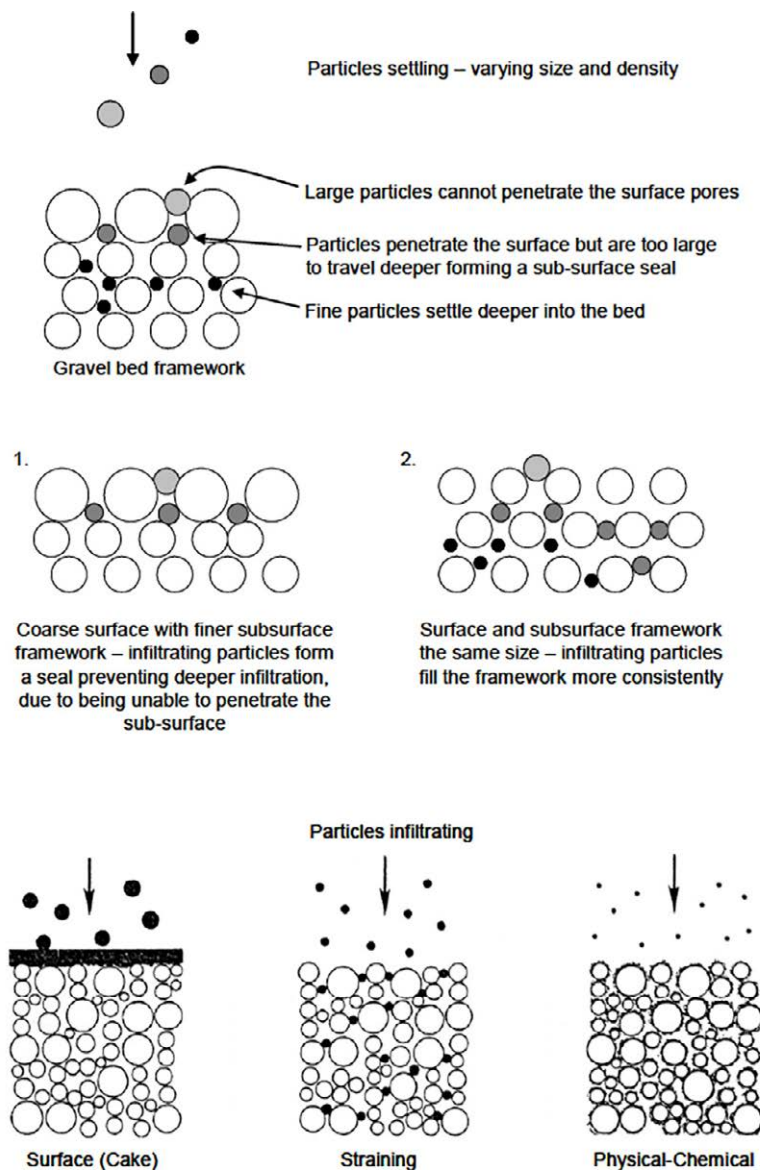 Particles settling – varying size and density
Large particles cannot penetrate the surface pores
Particles penetrate the surface but are too large
to travel deeper forming a sub-surface seal
Fine particles settle deeper into the bed
Gravel bed framework
1.
Coarse surface with finer subsurface
framework – infiltrating particles form
a seal preventing deeper infiltration,
due to being unable to penetrate the
sub-surface
2.
Surface and subsurface framework
the same size – infiltrating particles
fill the framework more consistently
Particles infiltrating
Surface (Cake)
Straining
Physical-Chemical